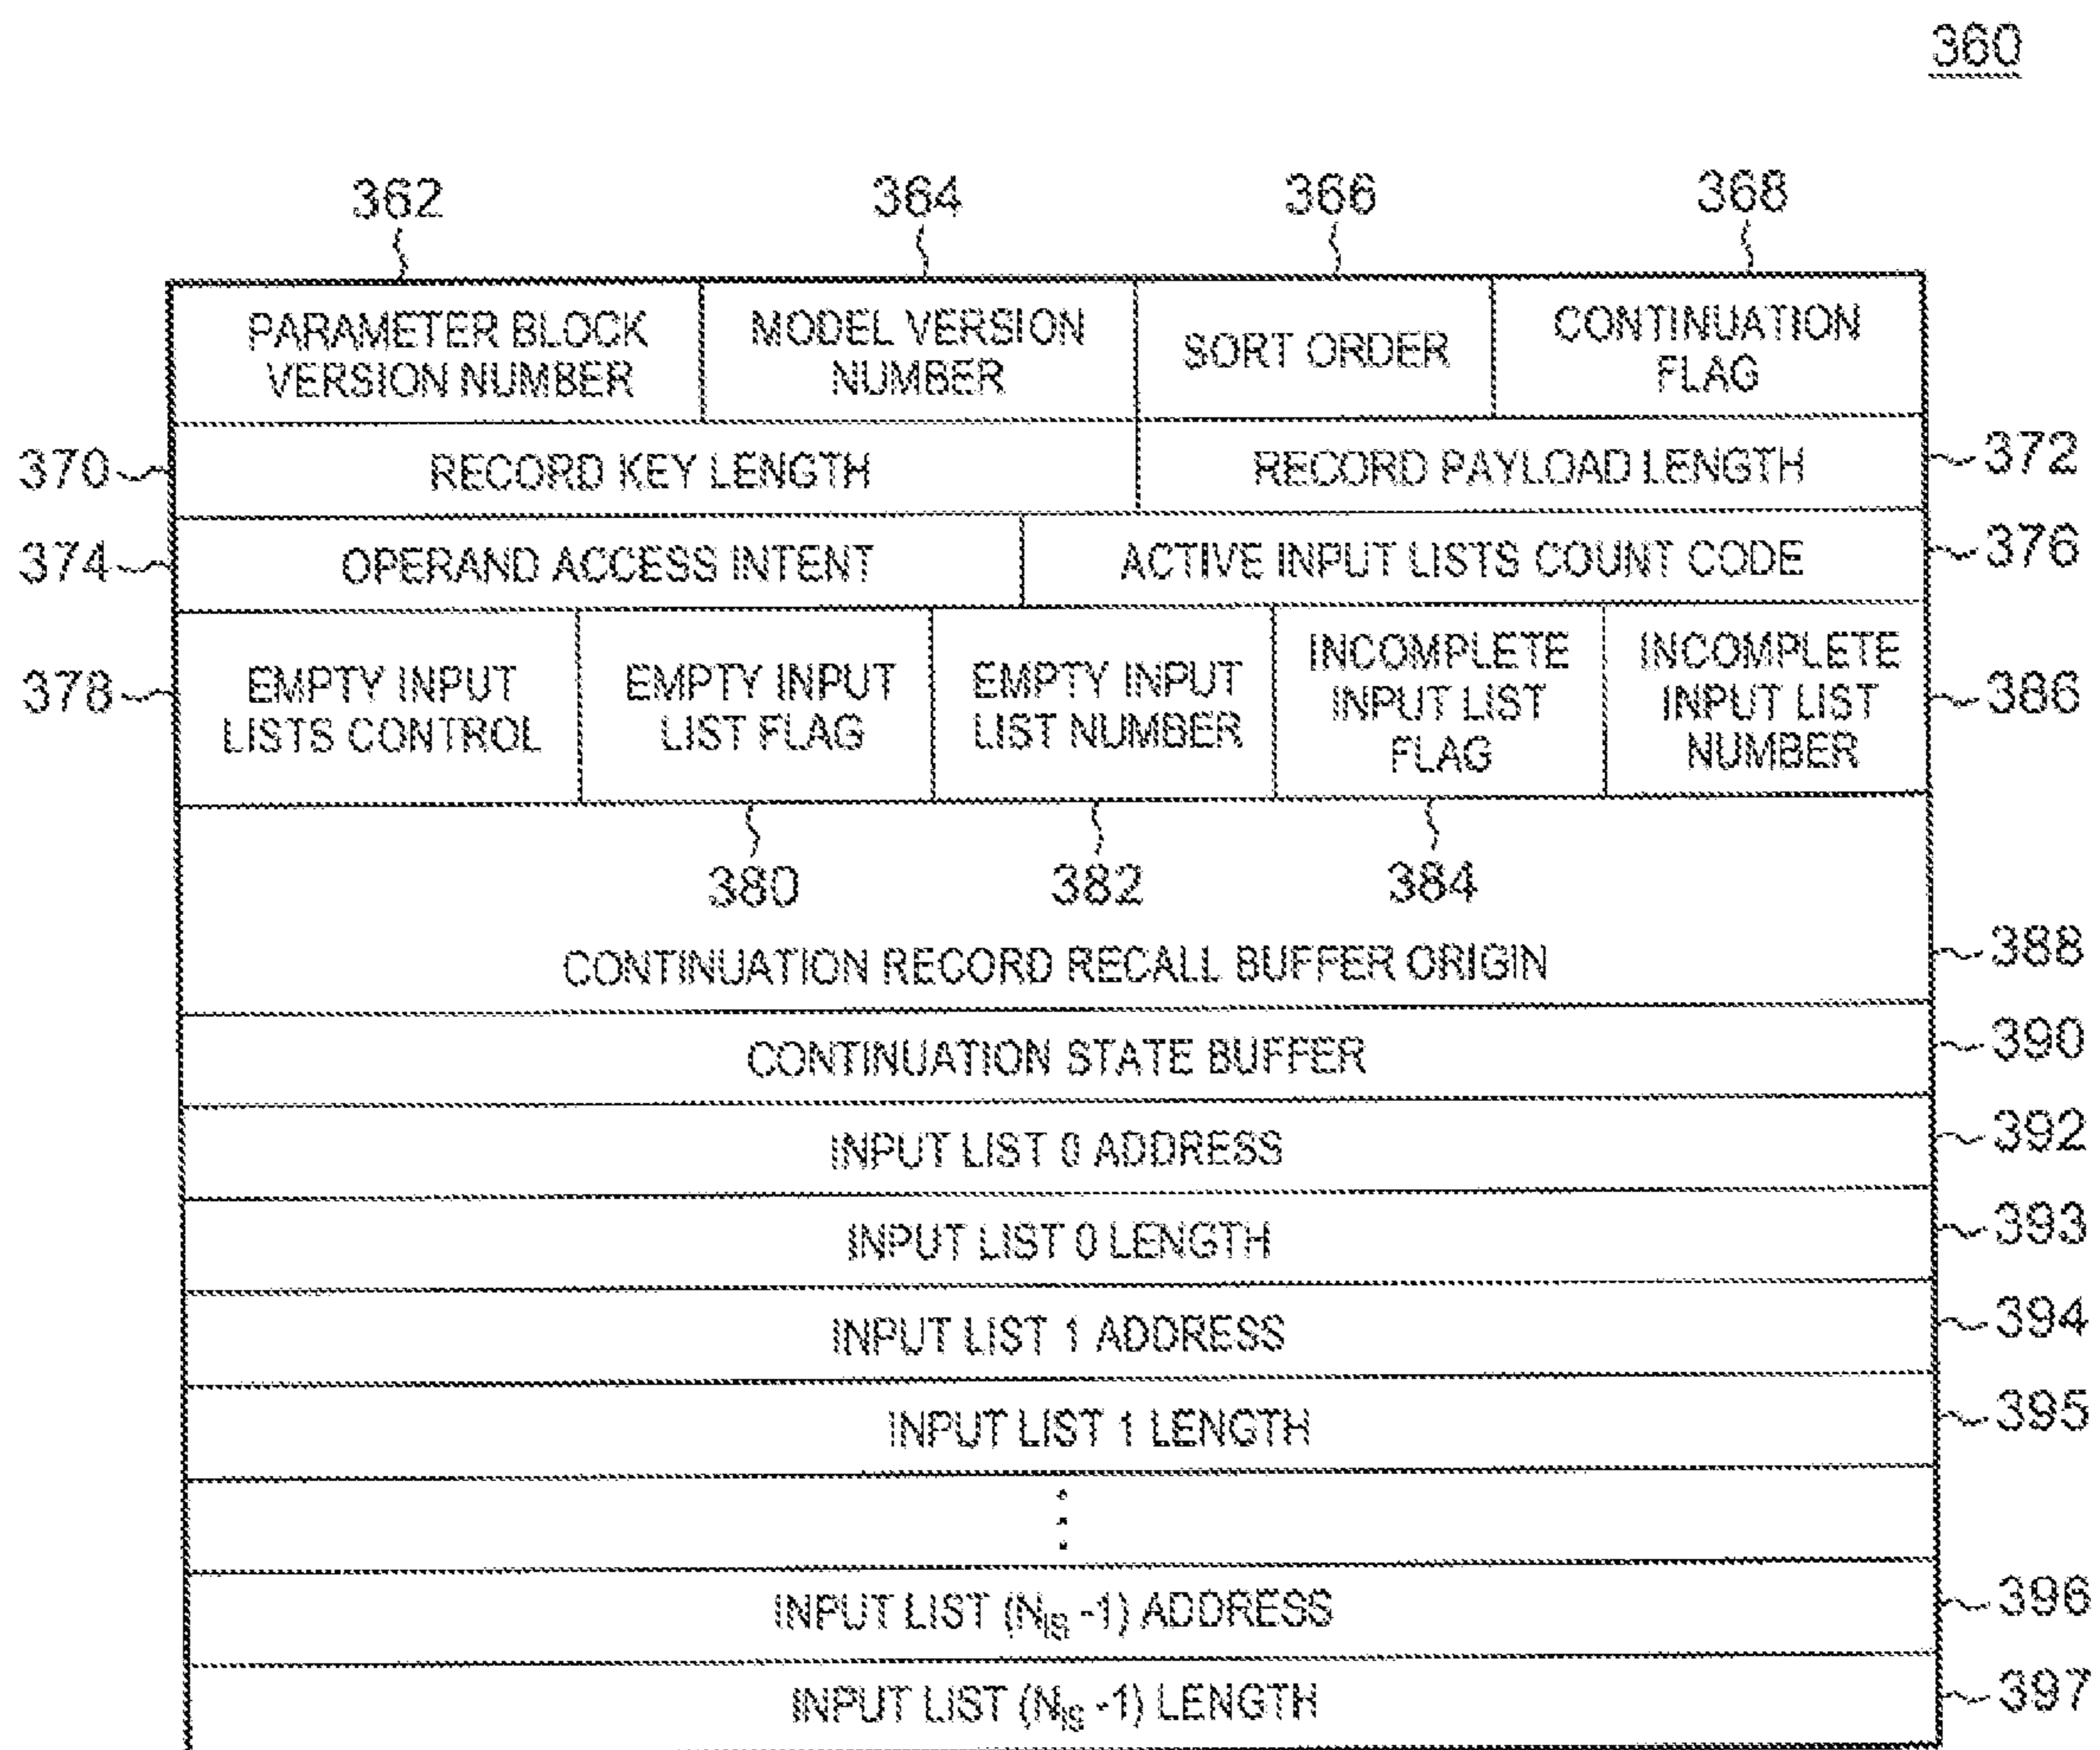 360
362
364
366
368
PARAMETER BLOCK
VERSION NUMBER
MODEL VERSION
NUMBER
SORT ORDER
CONTINUATION
FLAG
370
RECORD KEY LENGTH
RECORD PAYLOAD LENGTH
372
374
OPERAND ACCESS INTENT
ACTIVE INPUT LISTS COUNT CODE
376
378
EMPTY INPUT
LISTS CONTROL
EMPTY INPUT
LIST FLAG
EMPTY INPUT
LIST NUMBER
INCOMPLETE
INPUT LIST
FLAG
INCOMPLETE
INPUT LIST
NUMBER
386
380
382
384
CONTINUATION RECORD RECALL BUFFER ORIGIN
388
CONTINUATION STATE BUFFER
390
INPUT LIST 0 ADDRESS
392
INPUT LIST 0 LENGTH
393
INPUT LIST 1 ADDRESS
394
INPUT LIST 1 LENGTH
395
INPUT LIST (N_IS -1) ADDRESS
396
INPUT LIST (N_IS -1) LENGTH
397